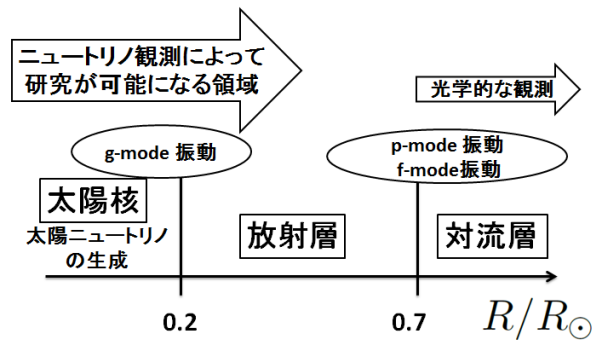 ニュートリノ観測によって
研究が可能になる領域
光学的な観測
g-mode 振動
p-mode 振動
f-mode振動
太陽核
太陽ニュートリノ
の生成
放射層
対流層
0.2
0.7
R/R☉